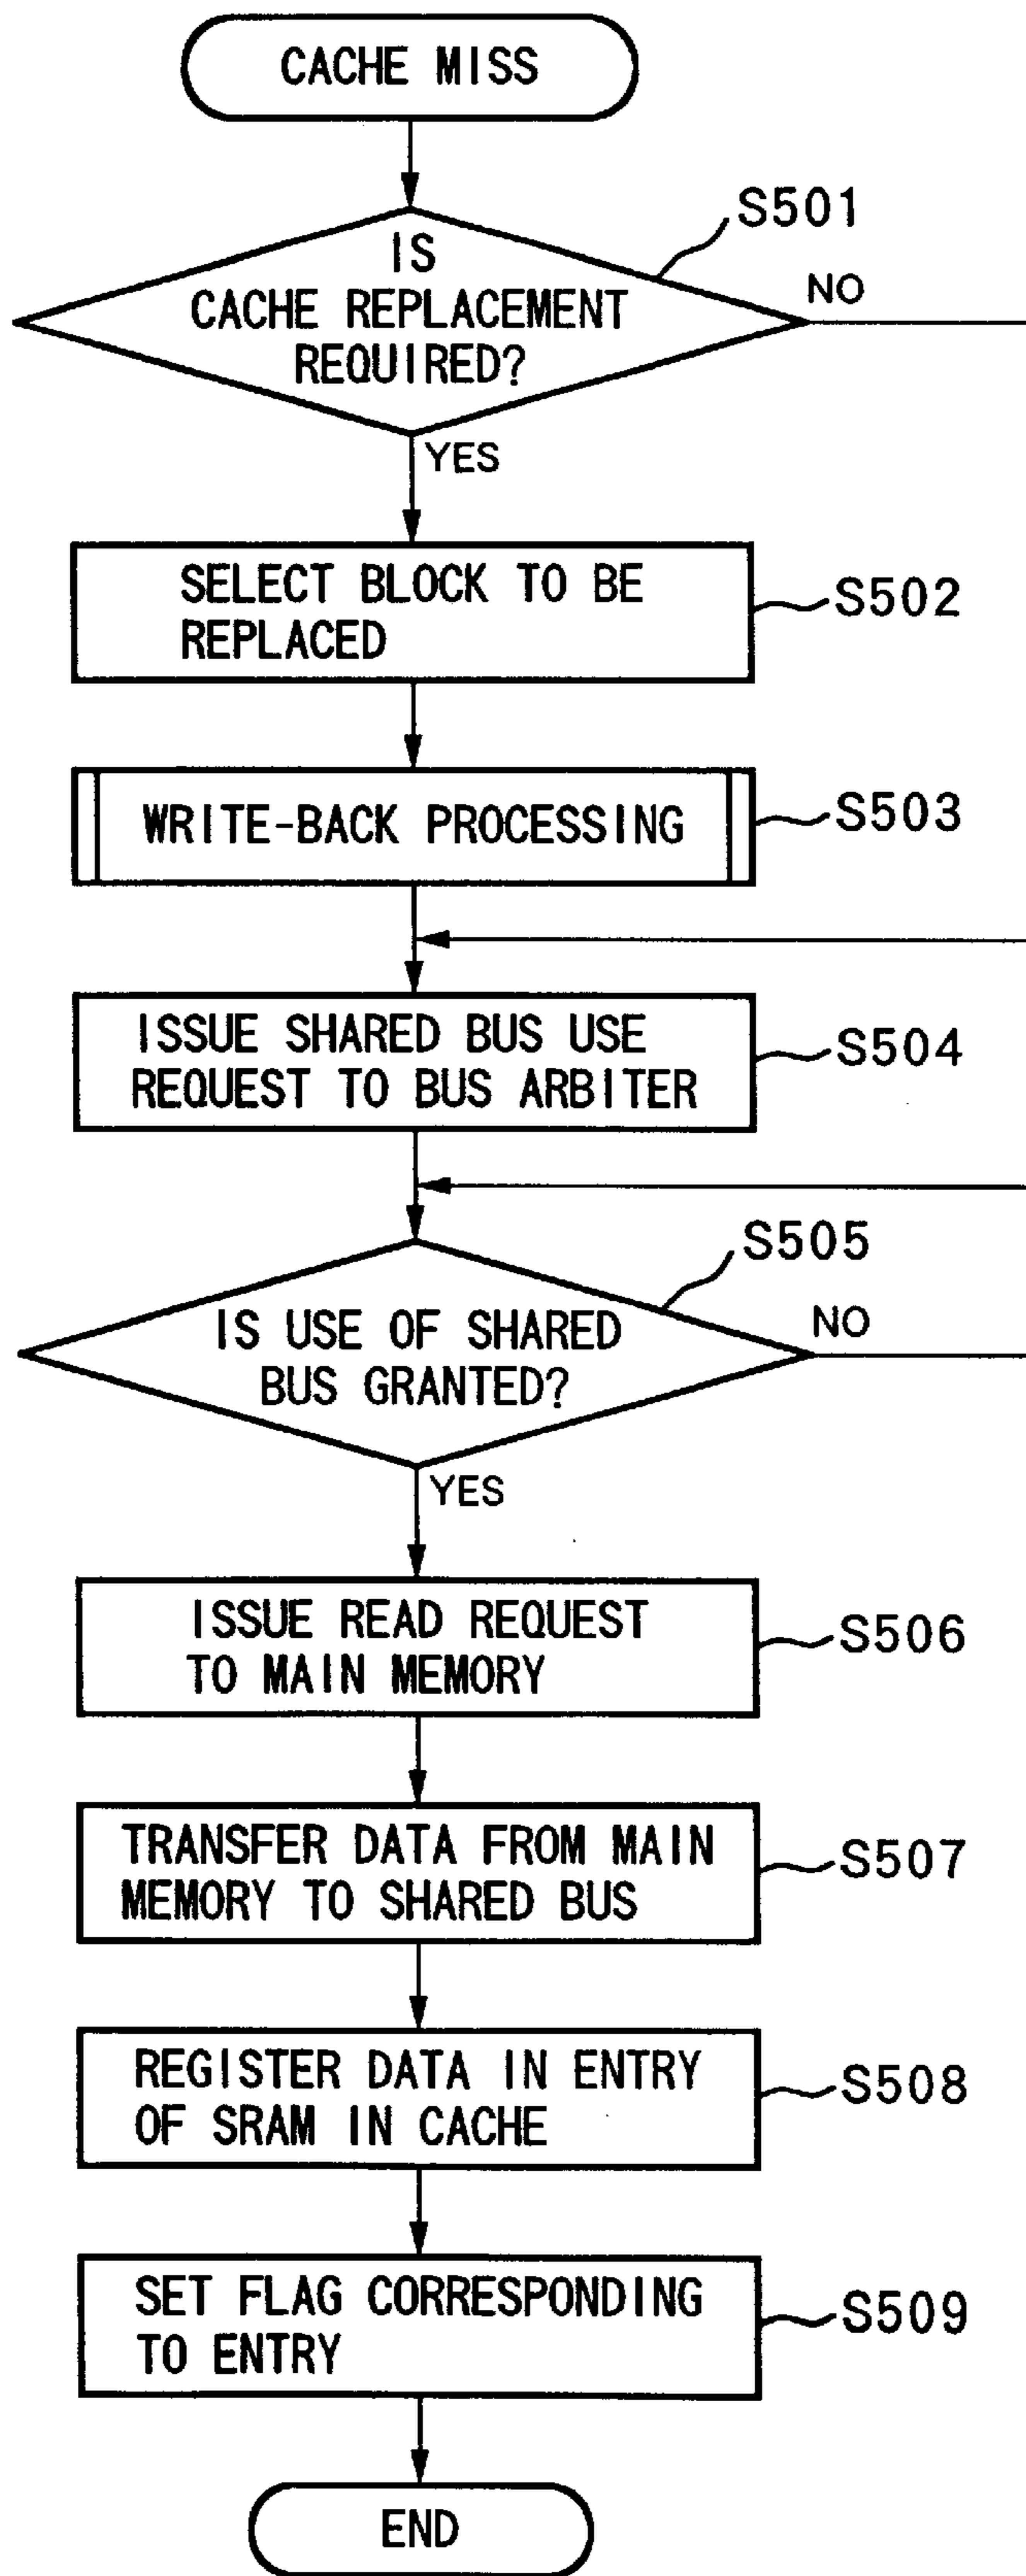 CACHE MISS
S501
IS
CACHE REPLACEMENT
REQUIRED?
NO
YES
SELECT BLOCK TO BE
REPLACED
S502
WRITE-BACK PROCESSING
S503
ISSUE SHARED BUS USE
REQUEST TO BUS ARBITER
S504
S505
IS USE OF SHARED
BUS GRANTED?
NO
YES
ISSUE READ REQUEST
TO MAIN MEMORY
S506
TRANSFER DATA FROM MAIN
MEMORY TO SHARED BUS
S507
REGISTER DATA IN ENTRY
OF SRAM IN CACHE
S508
SET FLAG CORRESPONDING
TO ENTRY
S509
END